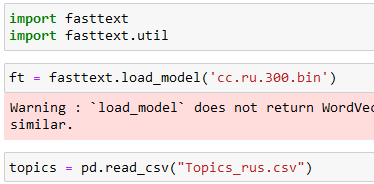 import fasttext
import fasttext.util
ft = fasttext.load_model('cc.ru.300.bin')
Warning : `load_model` does not return WordVec
similar.
topics = pd.read_csv("Topics_rus.csv")